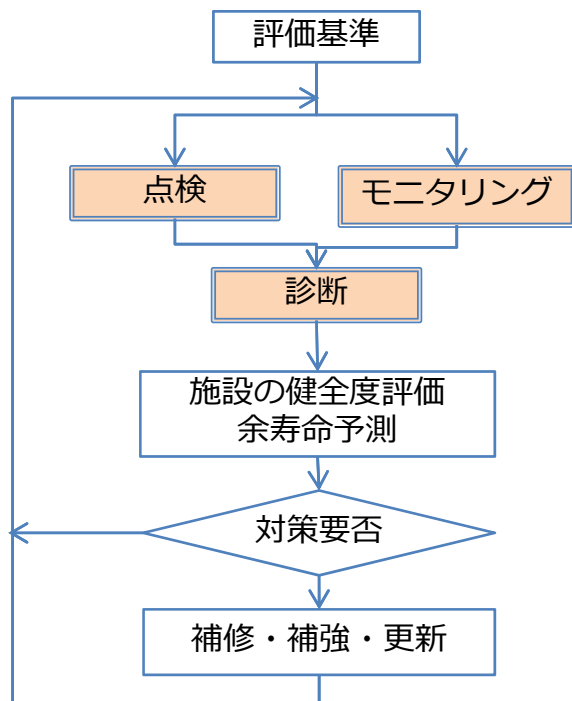 評価基準
点検
モニタリング
診断
施設の健全度評価
余寿命予測
対策要否
補修・補強・更新